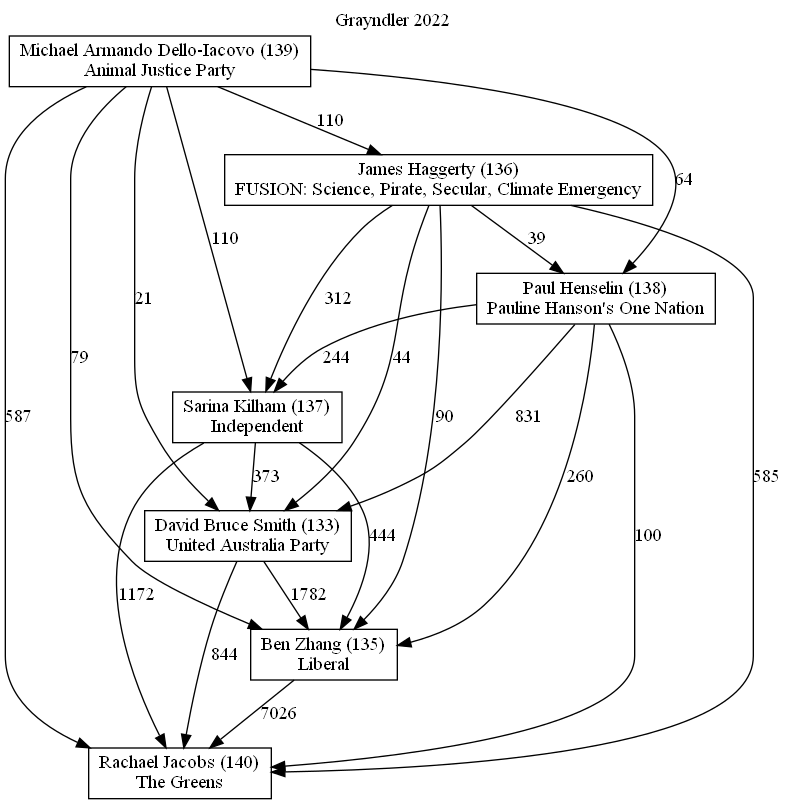 Grayndler 2022
Michael Armando Dello-Iacovo (139)
Animal Justice Party
110
James Haggerty (136)
FUSION: Science, Pirate, Secular, Climate Emergency
64
110
39
21
312
Paul Henselin (138)
Pauline Hanson's One Nation
79
244
44
Sarina Kilham (137)
Independent
587
90
831
373
260
585
David Bruce Smith (133)
United Australia Party
444
100
1172
1782
Ben Zhang (135)
Liberal
844
7026
Rachael Jacobs (140)
The Greens